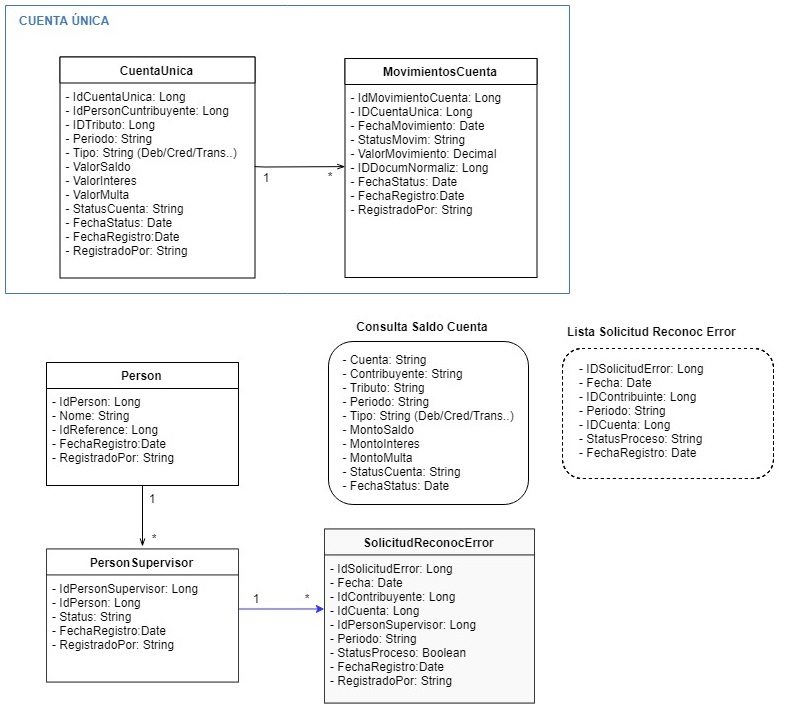 CUENTA ÚNICA
CuentaUnica
- IdCuentaUnica: Long
- IdPersonCuntribuyente: Long
- IDTributo: Long
- Periodo: String
- Tipo: String (Deb/Cred/Trans..)
- ValorSaldo
- ValorInteres
- ValorMulta
- StatusCuenta: String
- FechaStatus: Date
- FechaRegistro:Date
- RegistradoPor: String
1
*
MovimientosCuenta
- IdMovimientoCuenta: Long
- IDCuentaUnica: Long
- FechaMovimiento: Date
- StatusMovim: String
- ValorMovimiento: Decimal
- IDDocumNormaliz: Long
- FechaStatus: Date
- FechaRegistro:Date
- RegistradoPor: String
Consulta Saldo Cuenta
- Cuenta: String
- Contribuyente: String
- Tributo: String
- Periodo: String
- Tipo: String (Deb/Cred/Trans..)
- MontoSaldo
- MontoInteres
- MontoMulta
- StatusCuenta: String
- FechaStatus: Date
Lista Solicitud Reconoc Error
- IDSolicitudError: Long
- Fecha: Date
- IDContribuinte: Long
- Periodo: String
- IDCuenta: Long
- StatusProceso: String
- FechaRegistro: Date
Person
- IdPerson: Long
- Nome: String
- IdReference: Long
- FechaRegistro:Date
- RegistradoPor: String
1
*
PersonSupervisor
- IdPersonSupervisor: Long
- IdPerson: Long
- Status: String
- FechaRegistro:Date
- RegistradoPor: String
1
*
SolicitudReconocError
- IdSolicitudError: Long
- Fecha: Date
- IdContribuyente: Long
- IdCuenta: Long
- IdPersonSupervisor: Long
- Periodo: String
- StatusProceso: Boolean
- FechaRegistro:Date
- RegistradoPor: String